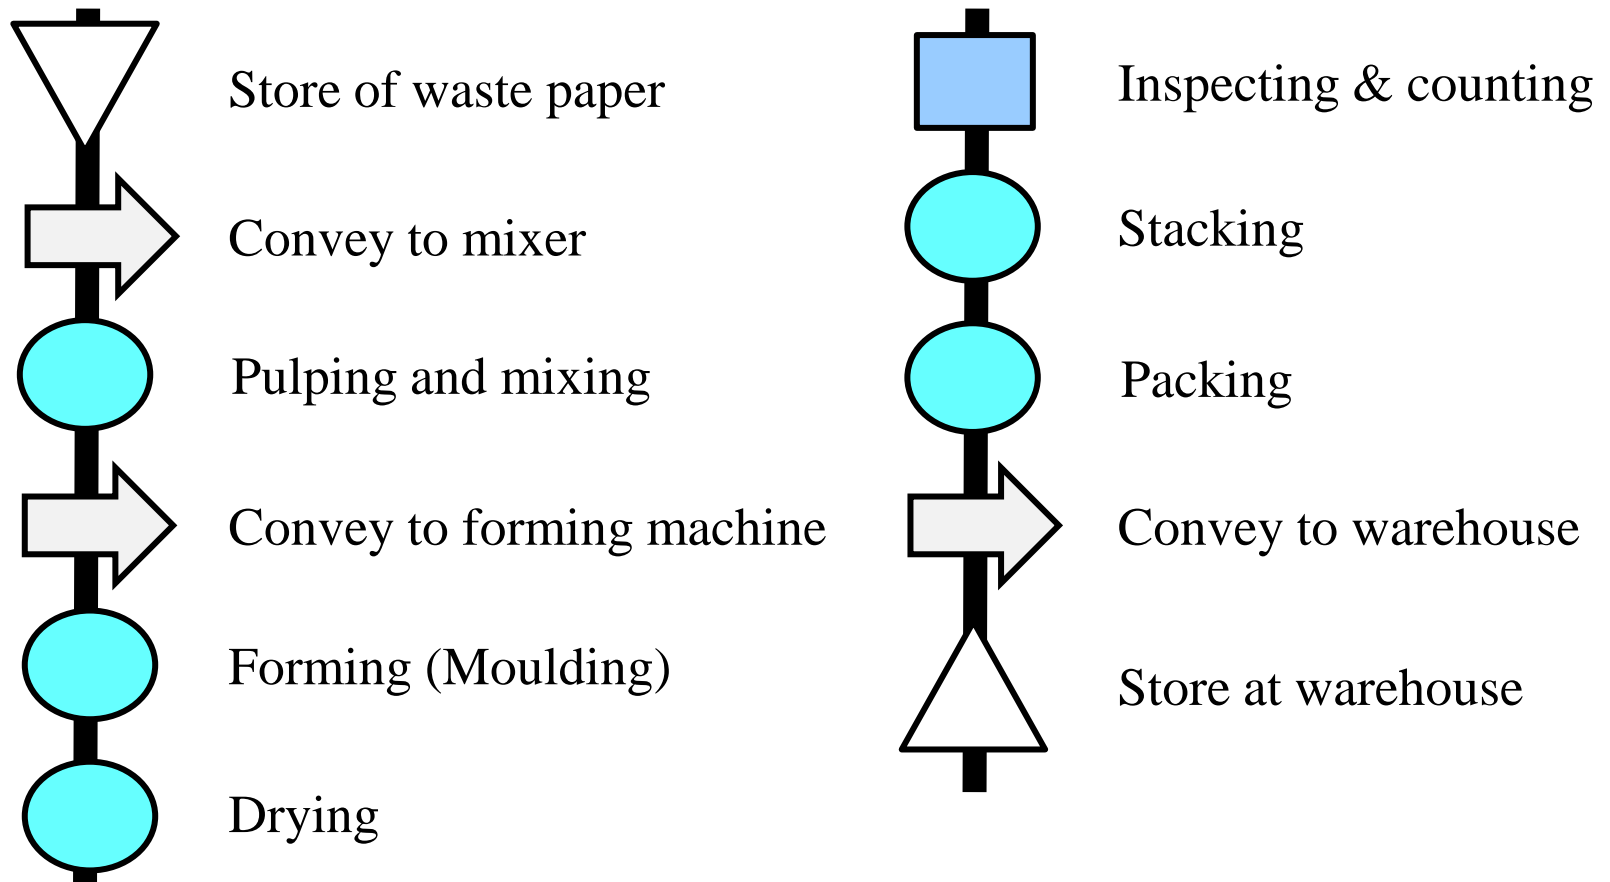 Store of waste paper
Convey to mixer
Pulping and mixing
Convey to forming machine
Forming (Moulding)
Drying
Inspecting & counting
Stacking
Packing
Convey to warehouse
Store at warehouse